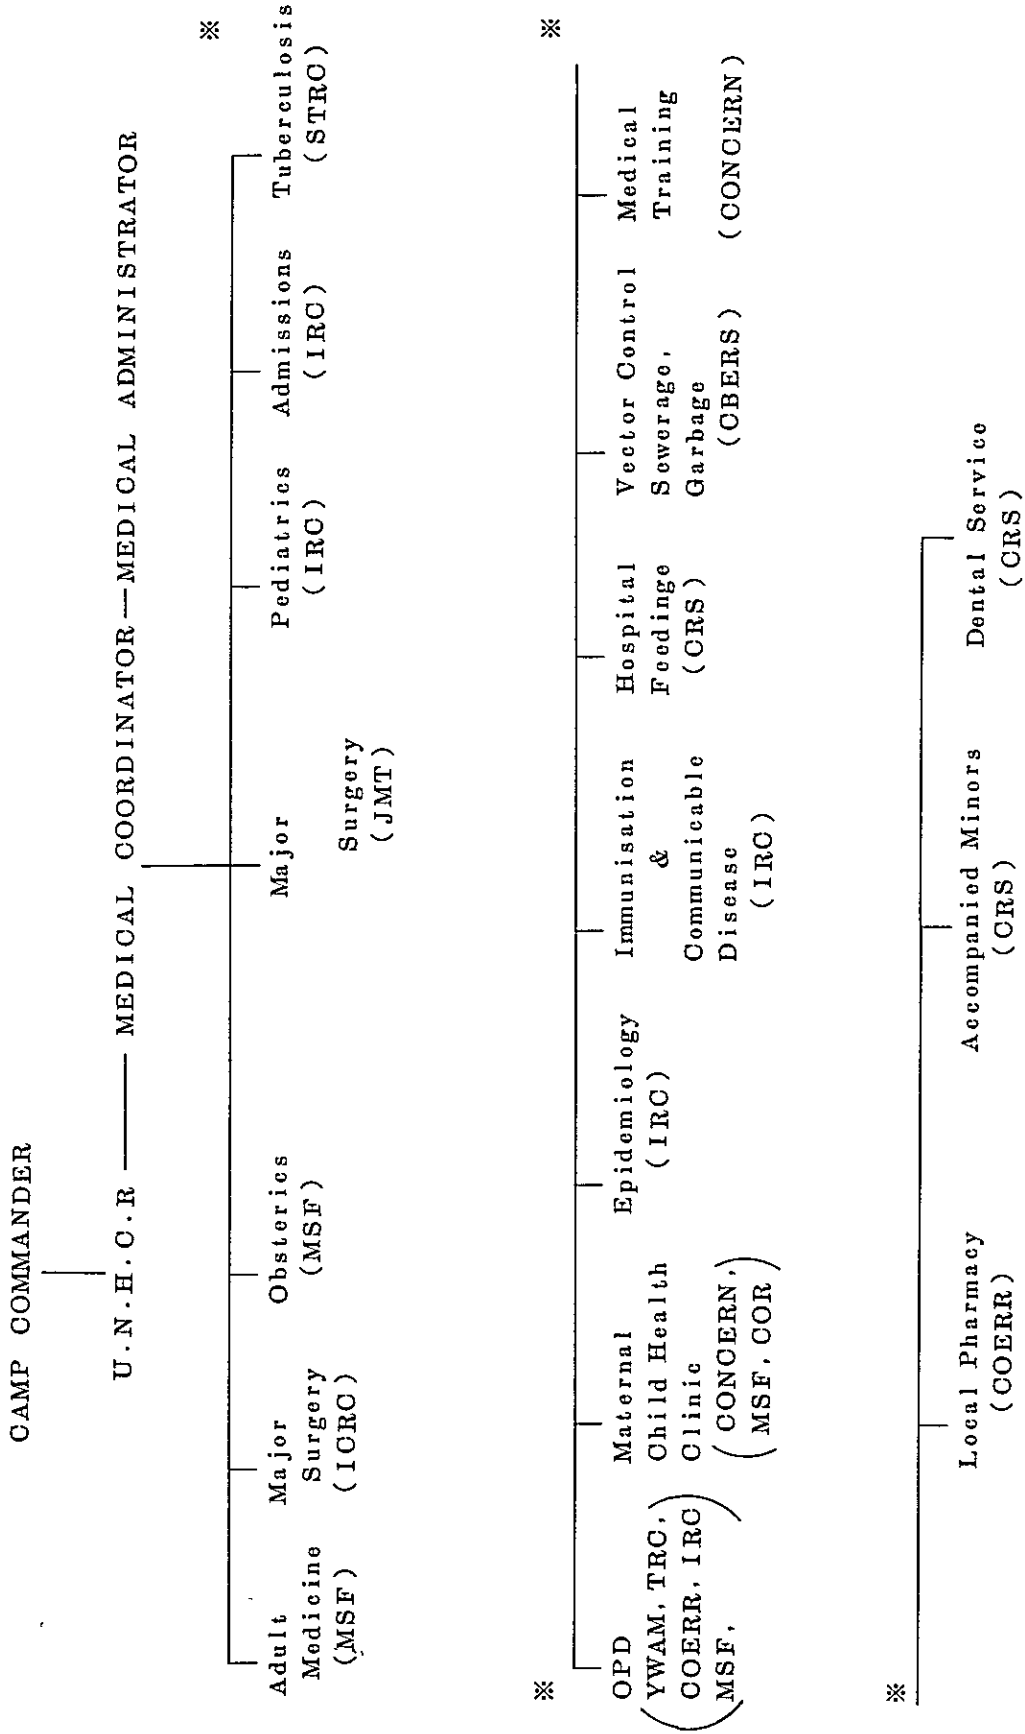 CAMP COMMANDER
U.N.H.C.R — MEDICAL COORDINATOR — MEDICAL ADMINISTRATOR
※
Adult
Medicine
(MSF)
Major
Surgery
(ICRC)
Obsterics
(MSF)
Major
Surgery
(JMT)
Pediatrics
(IRC)
Admissions
(IRC)
Tuberculosis
(STRC)
※
※
OPD
(YWAM, TRC,
COERR, IRC
MSF,)
Maternal
Child Health
Clinic
(CONCERN,
MSF, COR)
Epidemiology
(IRC)
Immunisation
&
Communicable
Disease
(IRC)
Hospital
Feedinge
(CRS)
Vector Control
Sewerage,
Garbage
(CBERS)
Medical
Training
(CONCERN)
※
Local Pharmacy
(COERR)
Accompanied Minors
(CRS)
Dental Service
(CRS)